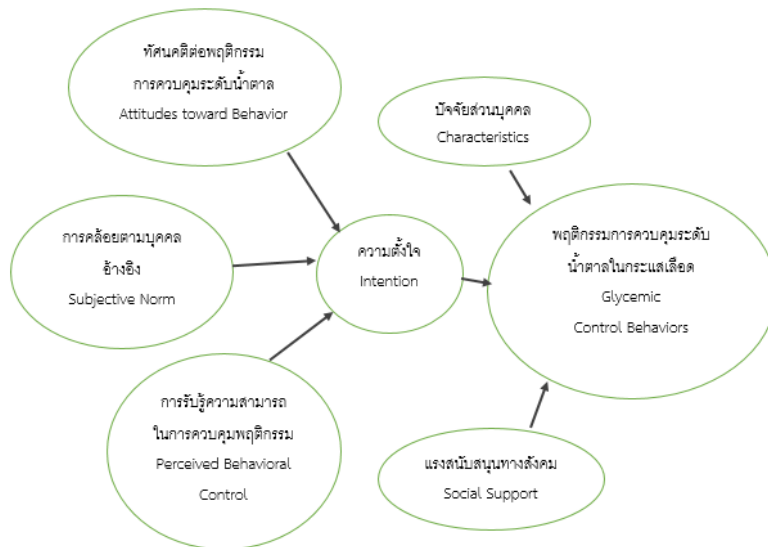 ทัศนคติต่อพฤติกรรม
การควบคุมระดับน้ำตาล
Attitudes toward Behavior
ปัจจัยส่วนบุคคล
Characteristics
การคล้อยตามบุคคล
อ้างอิง
Subjective Norm
ความตั้งใจ
Intention
พฤติกรรมการควบคุมระดับ
น้ำตาลในกระแสเลือด
Glycemic
Control Behaviors
การรับรู้ความสามารถ
ในการควบคุมพฤติกรรม
Perceived Behavioral
Control
แรงสนับสนุนทางสังคม
Social Support